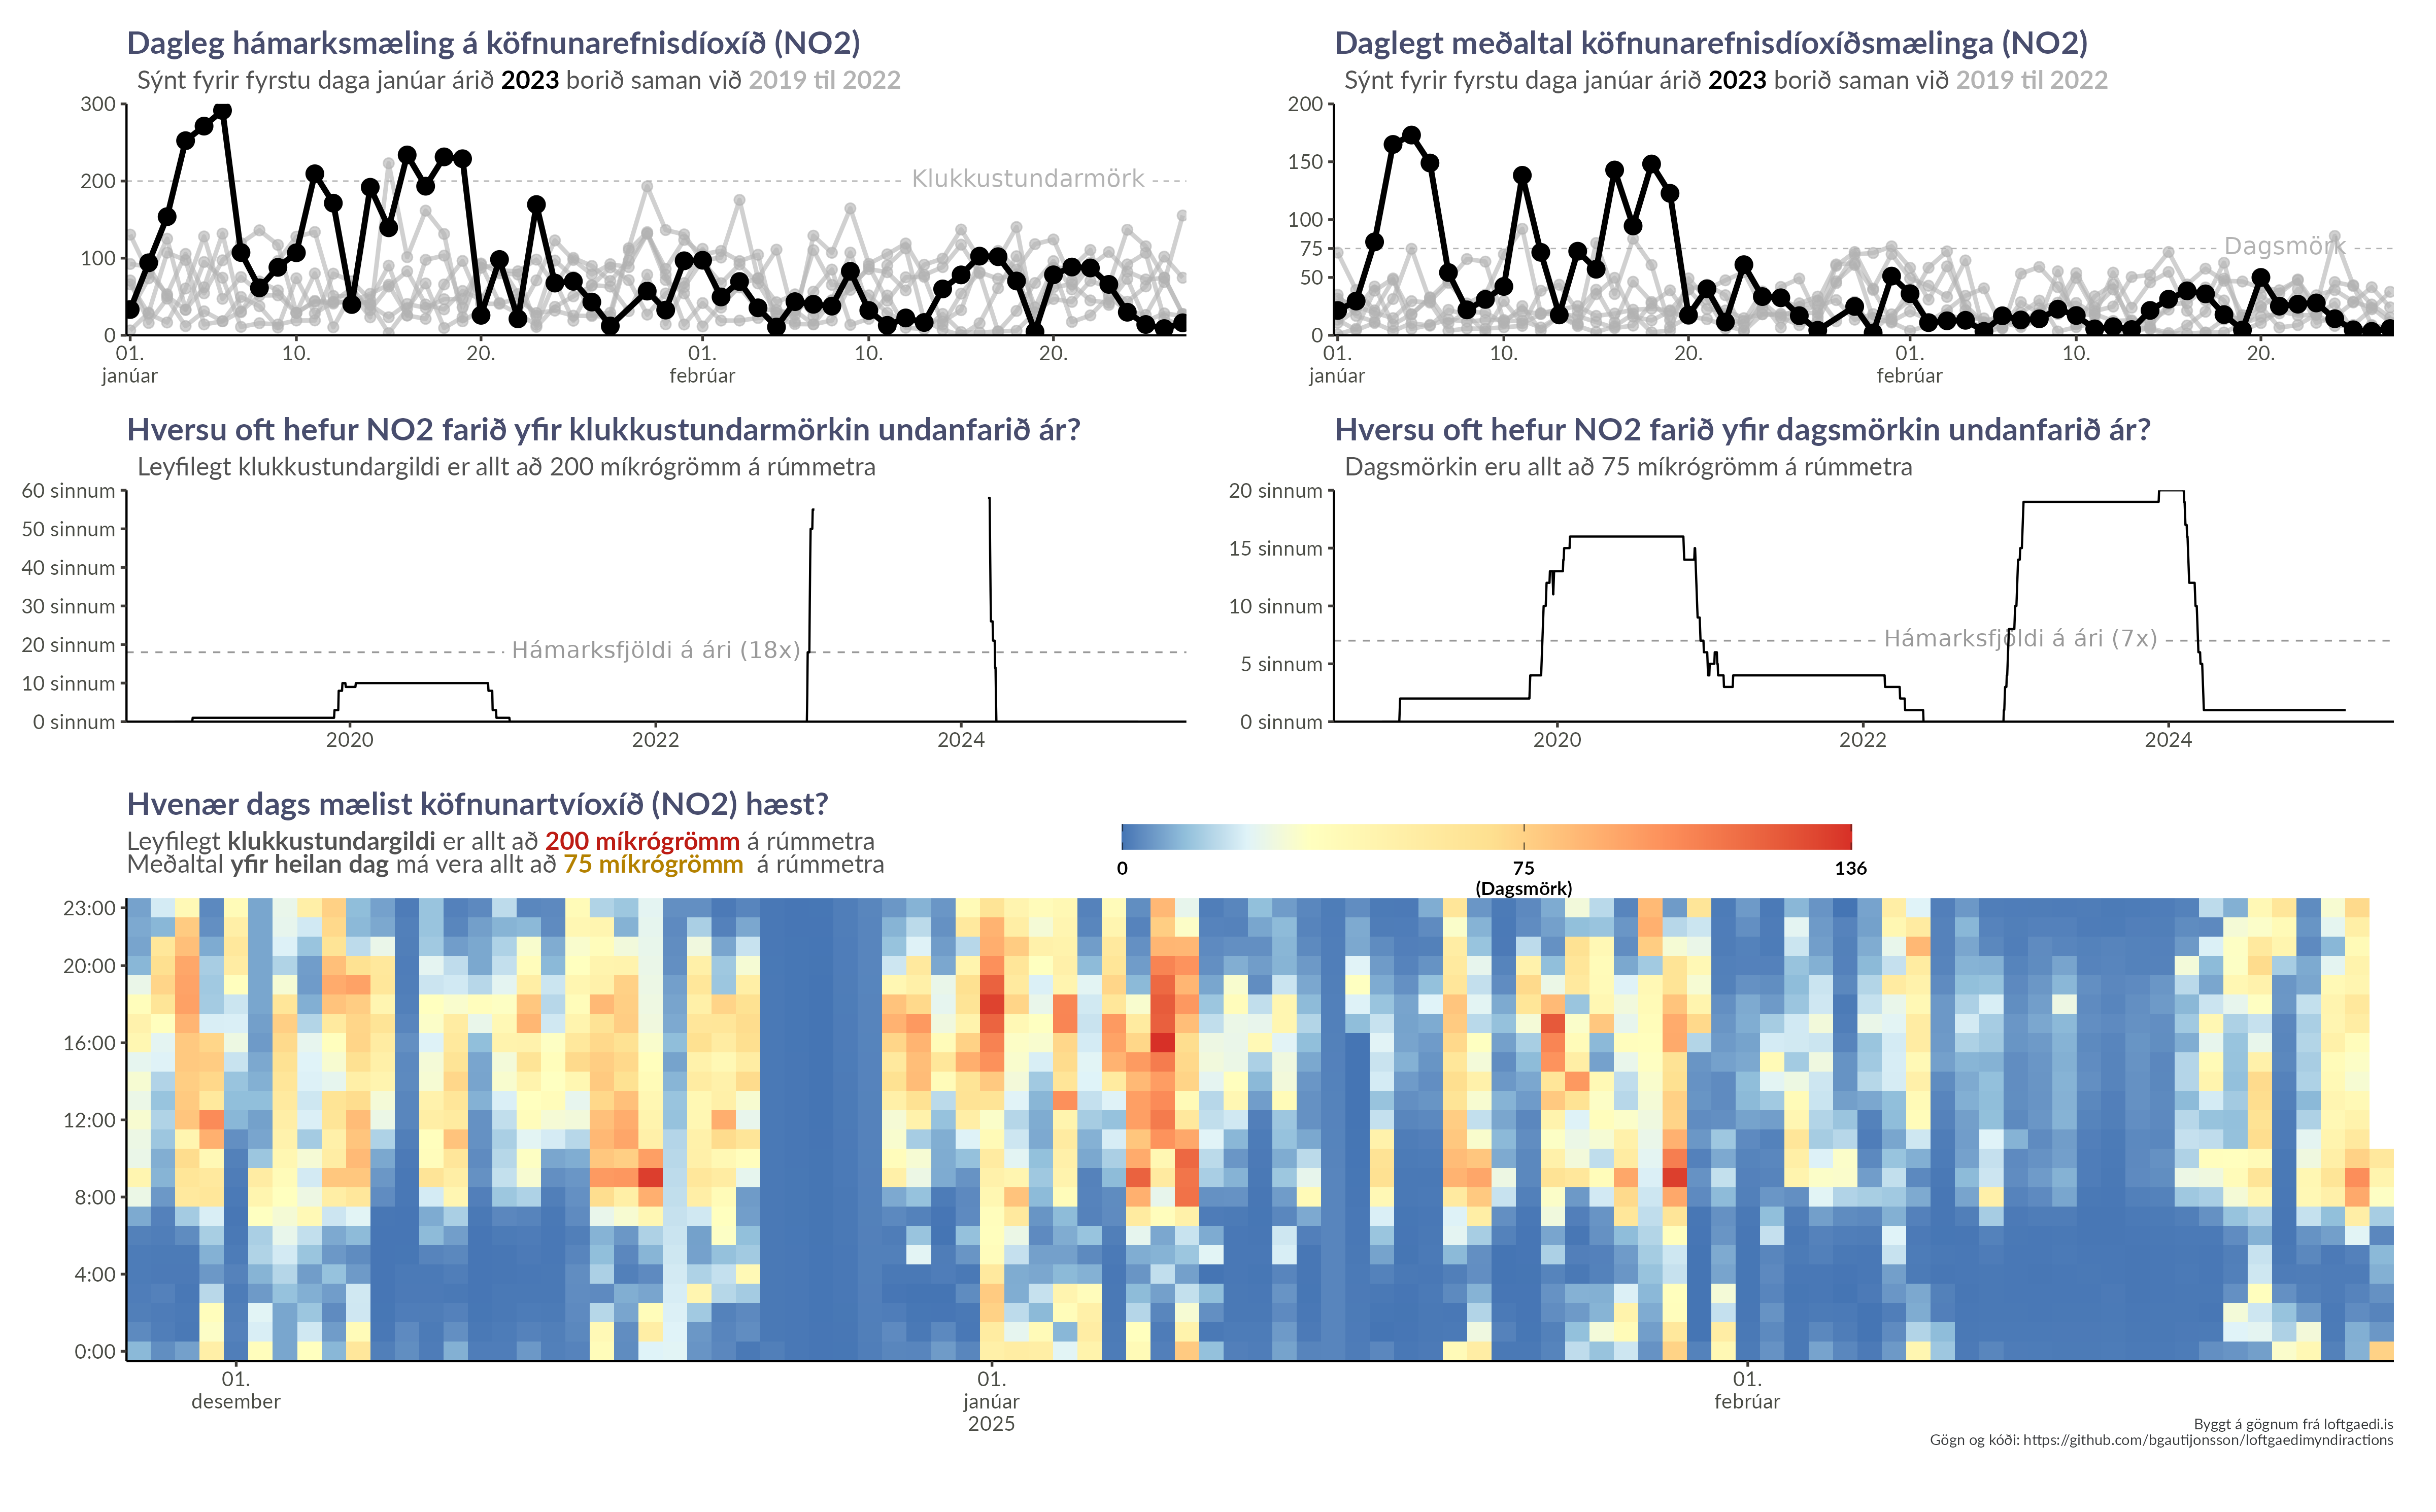 Dagleg hámarksmæling á köfnunarefnisdíoxíð (NO2)
Sýnt fyrir fyrstu daga janúar árið 2023 borið saman við 2019 til 2022
300
200
100
0
Klukkustundarmörk
01.
janúar
10.
20.
01.
febrúar
10.
20.
Daglegt meðaltal köfnunarefnisdíoxíðsmælinga (NO2)
Sýnt fyrir fyrstu daga janúar árið 2023 borið saman við 2019 til 2022
200
150
100
75
50
0
Dagsmörk
01.
janúar
10.
20.
01.
febrúar
10.
20.
Hversu oft hefur NO2 farið yfir klukkustundarmörkin undanfarið ár?
Leyfilegt klukkustundargildi er allt að 200 míkrógrömm á rúmmetra
60 sinnum
50 sinnum
40 sinnum
30 sinnum
20 sinnum
10 sinnum
0 sinnum
Hámarksfjöldi á ári (18x)
2020
2022
2024
Hversu oft hefur NO2 farið yfir dagsmörkin undanfarið ár?
Dagsmörkin eru allt að 75 míkrógrömm á rúmmetra
20 sinnum
15 sinnum
10 sinnum
5 sinnum
0 sinnum
Hámarksfjöldi á ári (7x)
2020
2022
2024
Hvenær dags mælist köfnunartvíoxíð (NO2) hæst?
Leyfilegt klukkustundargildi er allt að 200 míkrógrömm á rúmmetra
Meðaltal yfir heilan dag má vera allt að 75 míkrógrömm á rúmmetra
0
75
(Dagsmörk)
136
23:00
20:00
16:00
12:00
8:00
4:00
0:00
01.
desember
01.
janúar
2025
01.
febrúar
Byggt á gögnum frá loftgaedi.is
Gögn og kóði: https://github.com/bgautijonsson/loftgaedimyndiractions